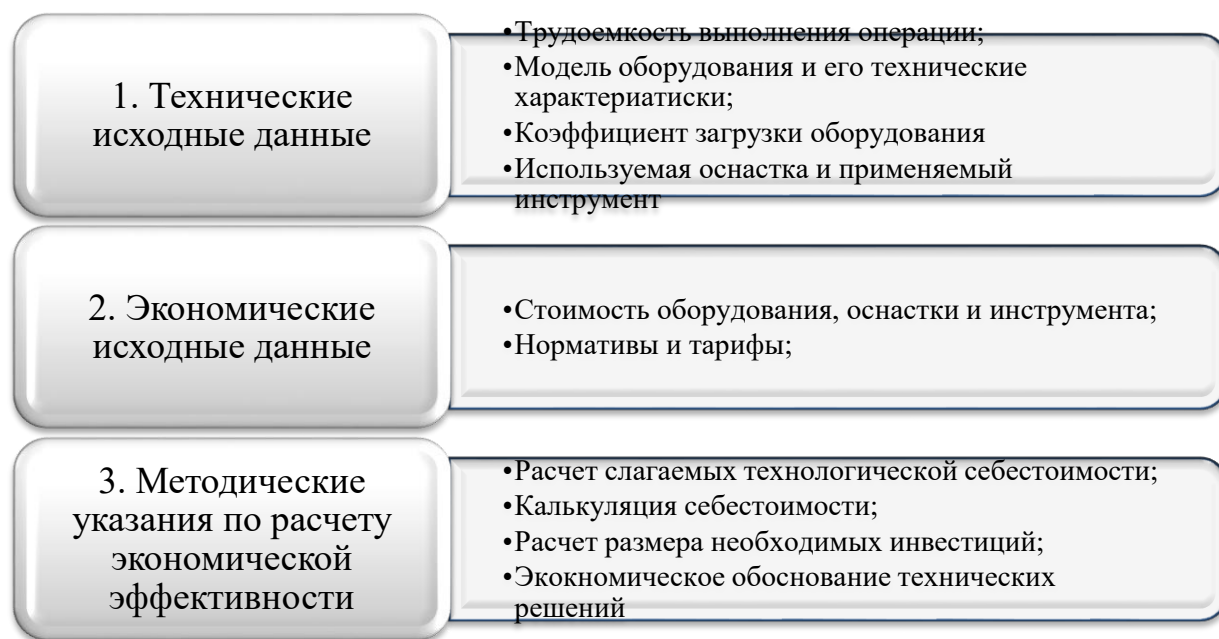 1. Технические
исходные данные
•Трудоемкость выполнения операции;
•Модель оборудования и его технические
характериатиски;
•Коэффициент загрузки оборудования
•Используемая оснастка и применяемый
инструмент
2. Экономические
исходные данные
•Стоимость оборудования, оснастки и инструмента;
•Нормативы и тарифы;
3. Методические
указания по расчету
экономической
эффективности
•Расчет слагаемых технологической себестоимости;
•Калькуляция себестоимости;
•Расчет размера необходимых инвестиций;
•Экокномическое обоснование технических
решений